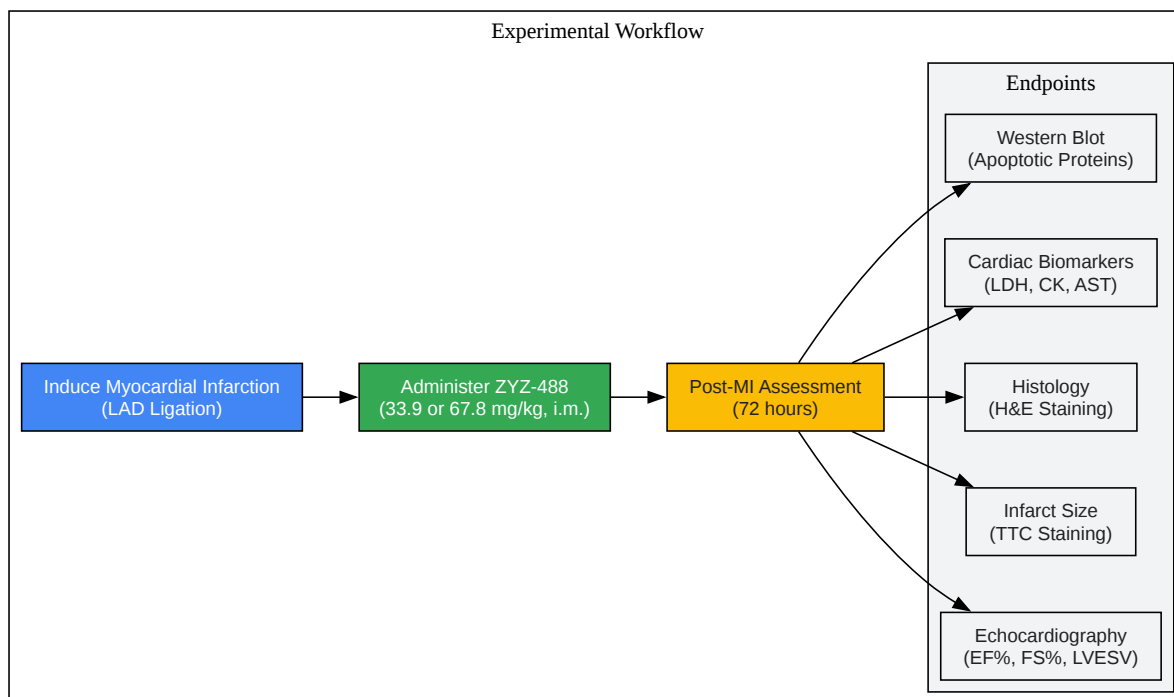 Experimental Workflow
Endpoints
Western Blot
(Apoptotic Proteins)
Cardiac Biomarkers
(LDH, CK, AST)
Induce Myocardial Infarction
(LAD Ligation)
Administer ZYZ-488
(33.9 or 67.8 mg/kg, i.m.)
Post-MI Assessment
(72 hours)
Histology
(H&E Staining)
Infarct Size
(TTC Staining)
Echocardiography
(EF%, FS%, LVESV)